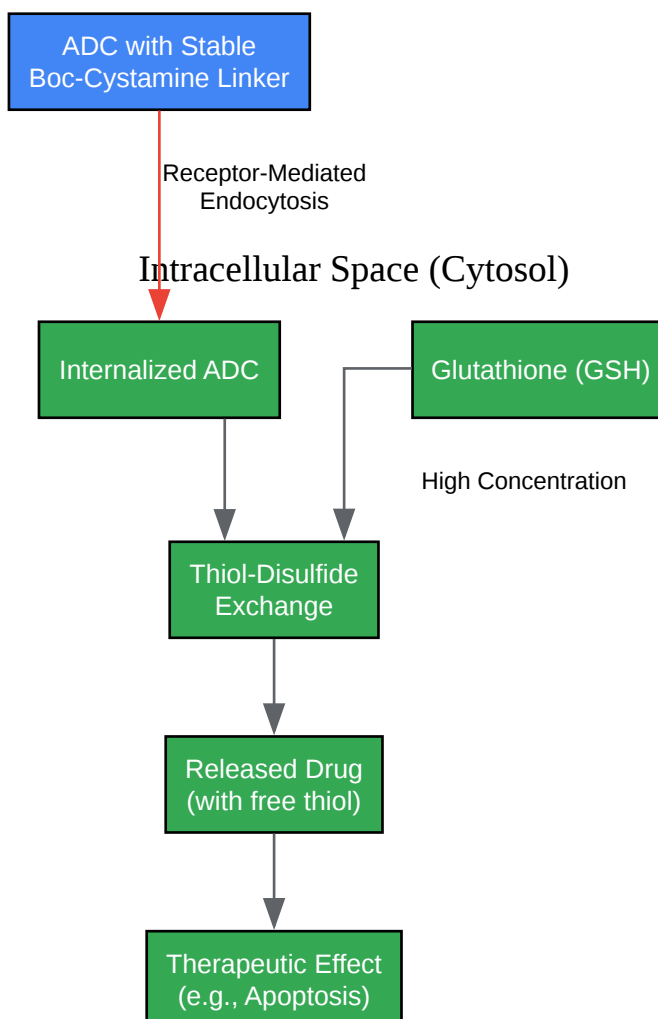 ADC with Stable
Boc-Cystamine Linker
Receptor-Mediated
Endocytosis
Intracellular Space (Cytosol)
Internalized ADC
Glutathione (GSH)
High Concentration
Thiol-Disulfide
Exchange
Released Drug
(with free thiol)
Therapeutic Effect
(e.g., Apoptosis)